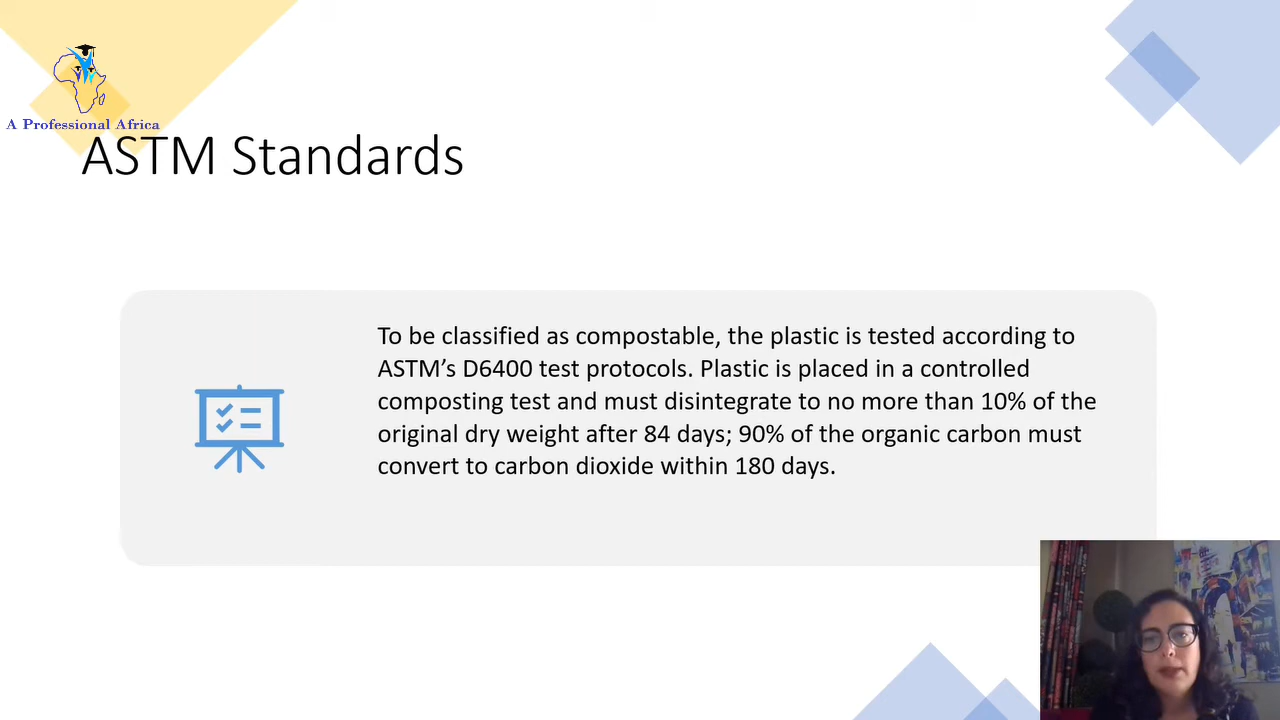 A Professional Africa
ASTM Standards
To be classified as compostable, the plastic is tested according to
ASTM’s D6400 test protocols. Plastic is placed in a controlled
composting test and must disintegrate to no more than 10% of the
original dry weight after 84 days; 90% of the organic carbon must
convert to carbon dioxide within 180 days.